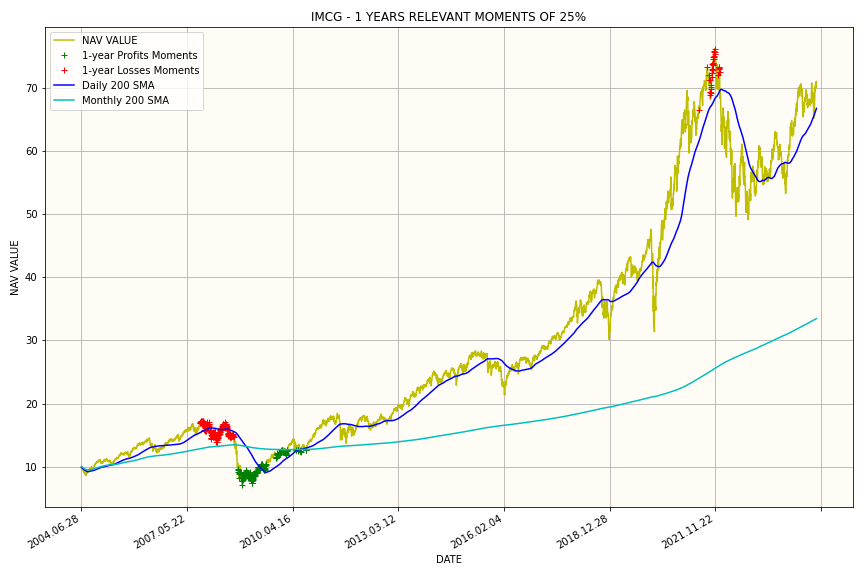 IMCG - 1 YEARS RELEVANT MOMENTS OF 25%
NAV VALUE
1-year Profits Moments
1-year Losses Moments
Daily 200 SMA
Monthly 200 SMA
70
60
50
40
30
20
10
NAV VALUE
2004.06.28
2007.05.22
2010.04.16
2013.03.12
2016.02.04
2018.12.28
2021.11.22
DATE